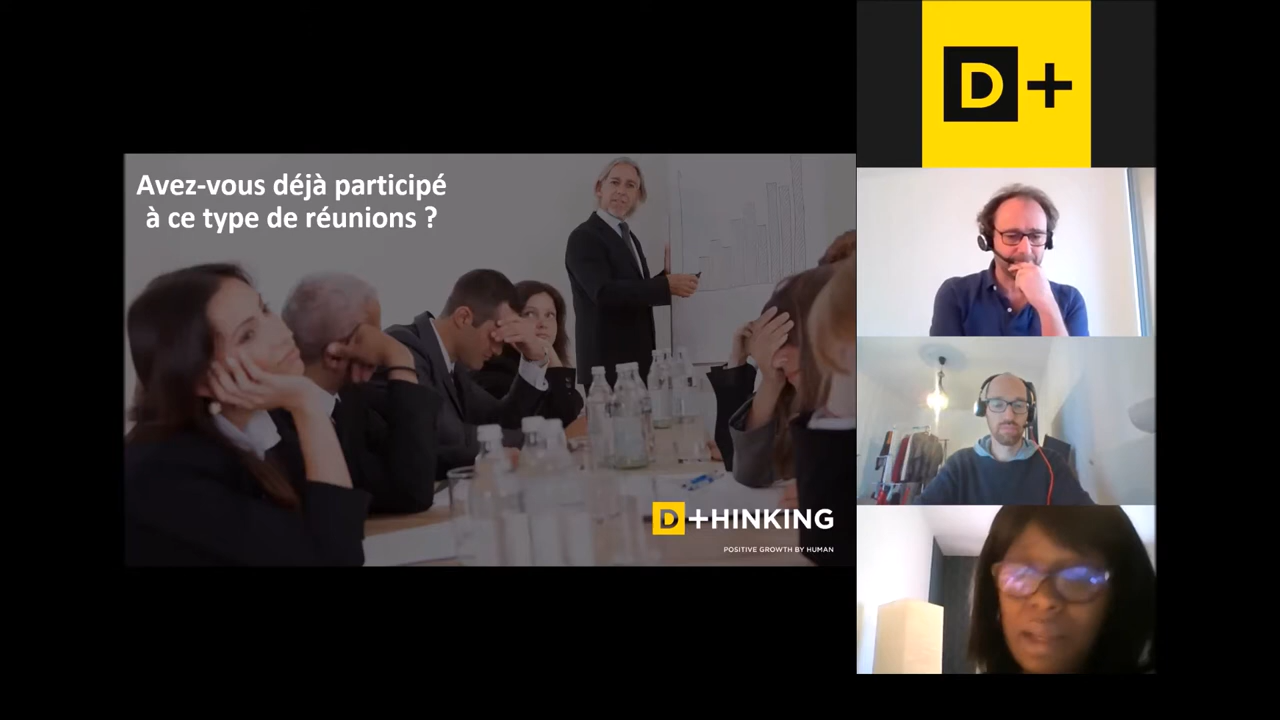 Avez-vous déjà participé
à ce type de réunions ?
D+HINKING
POSITIVE GROWTH BY HUMAN
D+